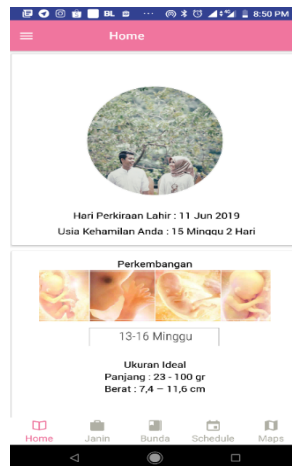 BL ... 8:50 PM
Home
Hari Perkiraan Lahir : 11 Jun 2019
Usia Kehamilan Anda : 15 Minggu 2 Hari
Perkembangan
13-16 Minggu
Ukuran Ideal
Panjang : 23 - 100 gr
Berat : 7,4 – 11,6 cm
Home Janin Bunda Schedule Maps